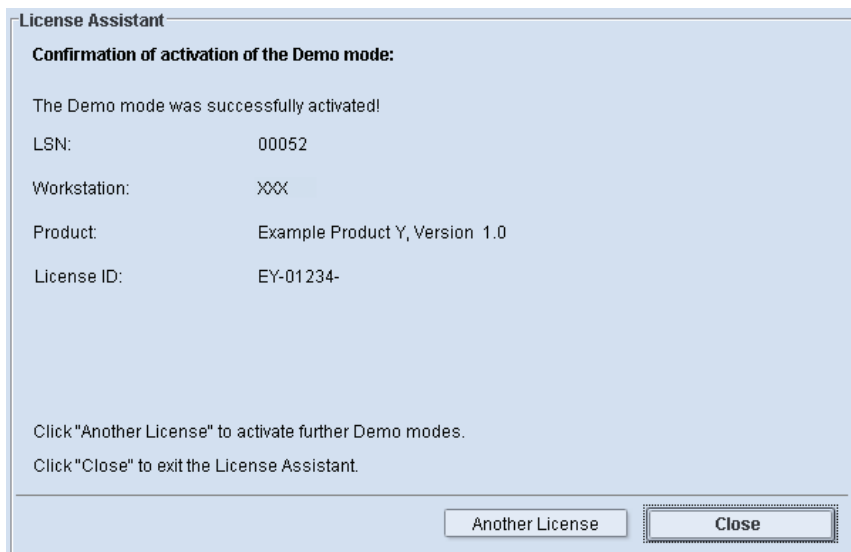 License Assistant
Confirmation of activation of the Demo mode:
The Demo mode was successfully activated!
LSN: 00052
Workstation: XXX
Product: Example Product Y, Version 1.0
License ID: EY-01234-
Click "Another License" to activate further Demo modes.
Click "Close" to exit the License Assistant.
Another License Close